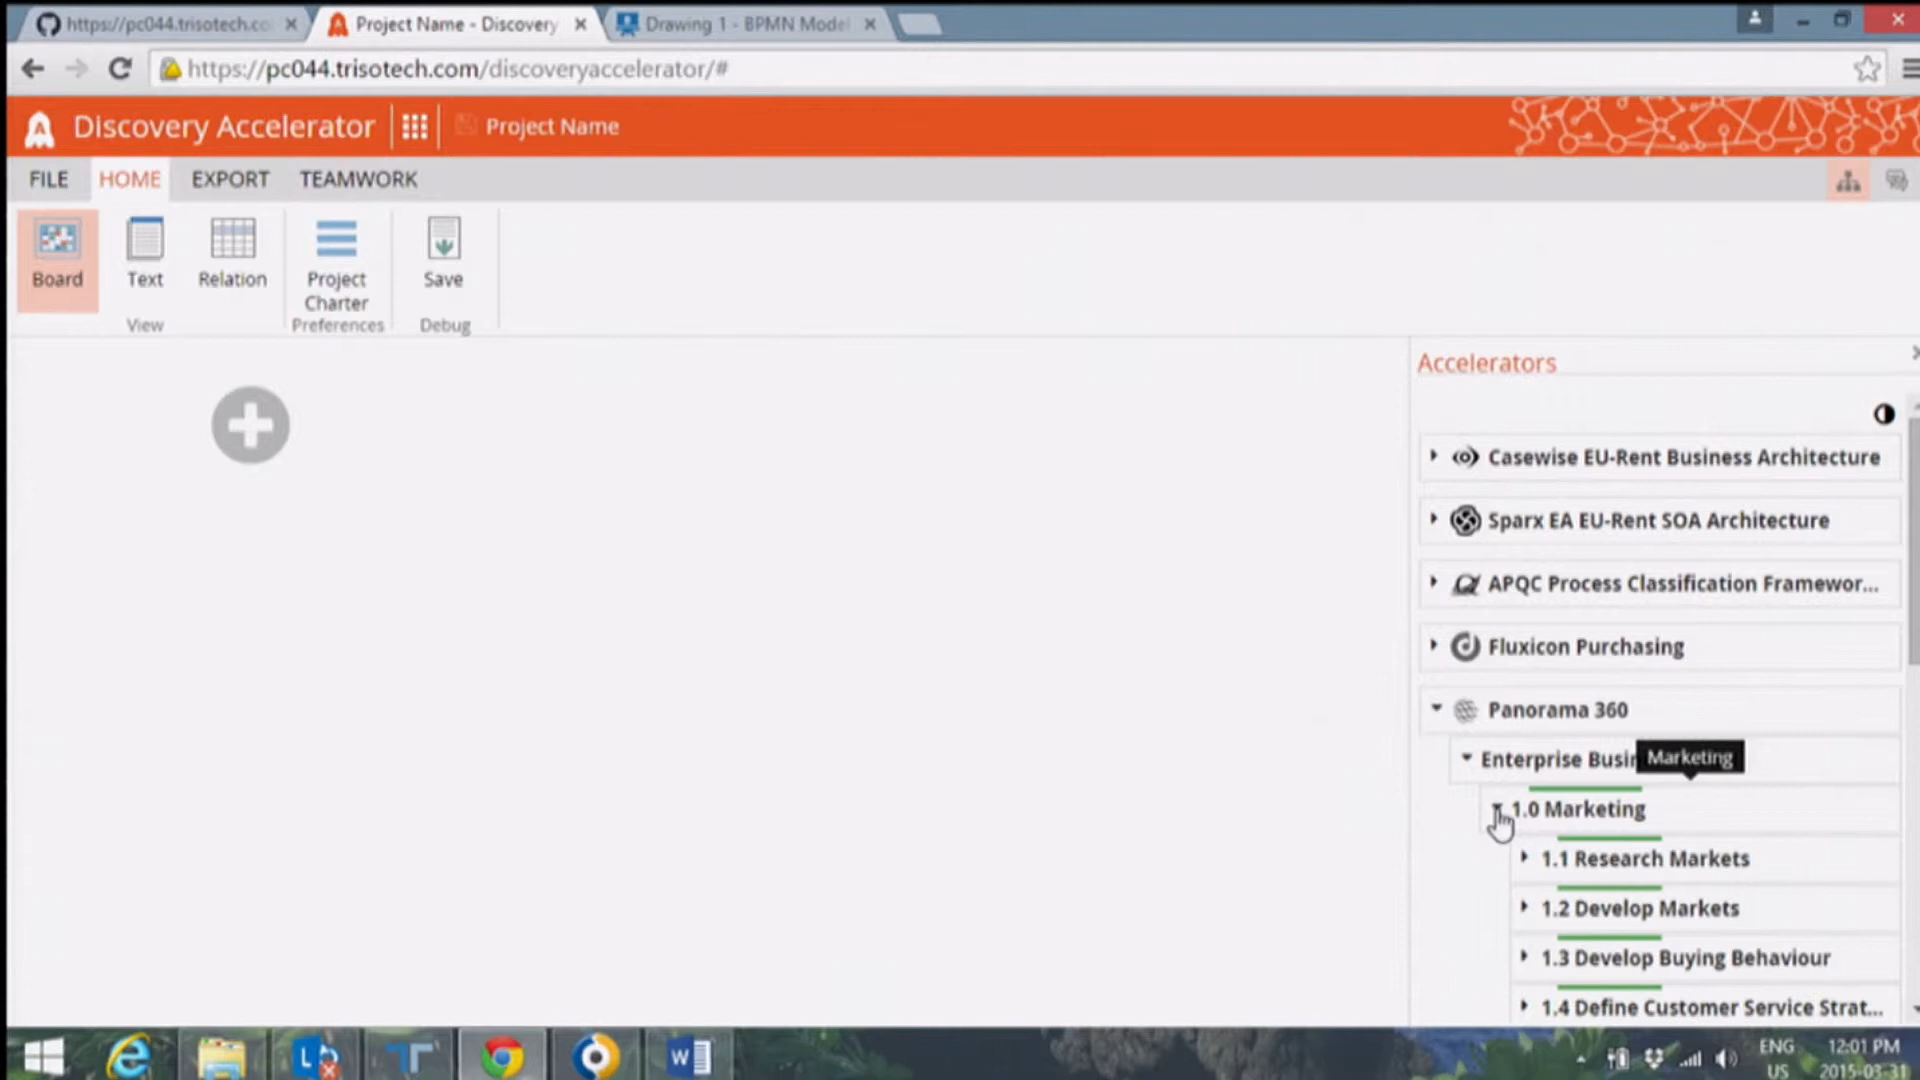 https://pc044.trisotech.co
Project Name - Discovery
Drawing 1 - BPMN Model
https://pc044.trisotech.com/discoveryaccelerator/#
Discovery Accelerator
Project Name
FILE
HOME
EXPORT
TEAMWORK
Board
Text
Relation
Project Charter
Save
View
Preferences
Debug
Accelerators
Casewise EU-Rent Business Architecture
Sparx EA EU-Rent SOA Architecture
APQC Process Classification Framewor...
Fluxicon Purchasing
Panorama 360
Enterprise Busin
Marketing
1.0 Marketing
1.1 Research Markets
1.2 Develop Markets
1.3 Develop Buying Behaviour
1.4 Define Customer Service Strat...
ENG
US
12:01 PM
2015-03-31